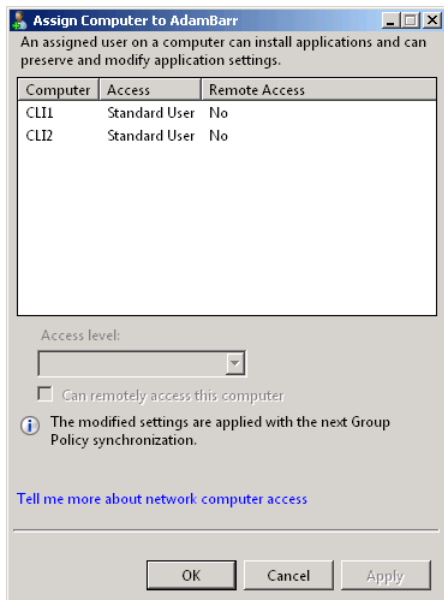 Assign Computer to AdamBarr
An assigned user on a computer can install applications and can
preserve and modify application settings.
Computer Access Remote Access
CLI1 Standard User No
CLI2 Standard User No
Access level:
Can remotely access this computer
The modified settings are applied with the next Group
Policy synchronization.
Tell me more about network computer access
OK Cancel Apply